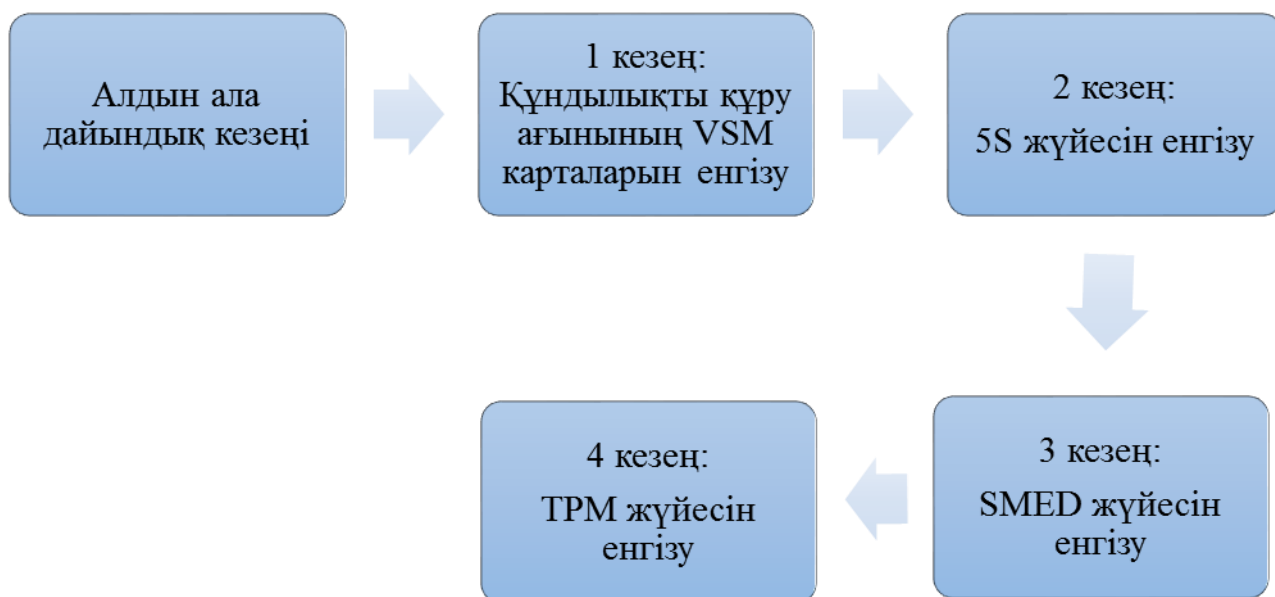 Алдын ала
дайындық кезеңі
1 кезең:
Құндылықты құру
ағынының VSM
карталарын енгізу
2 кезең:
5S жүйесін енгізу
3 кезең:
SMED жүйесін
енгізу
4 кезең:
TPM жүйесін
енгізу